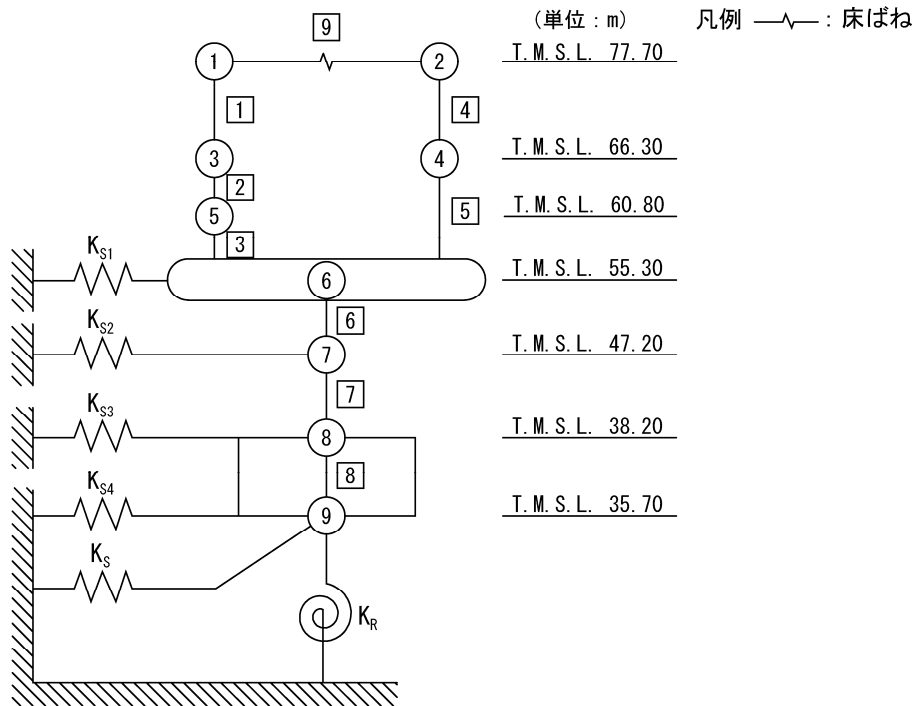 (単位：m)
凡例 ：床ばね
9
1 2 T.M.S.L. 77.70
1 4
3 4 T.M.S.L. 66.30
2
5 5 T.M.S.L. 60.80
3
KS1
6 T.M.S.L. 55.30
6
KS2
7 T.M.S.L. 47.20
7
KS3
8 T.M.S.L. 38.20
8
KS4
9 T.M.S.L. 35.70
KS
KR